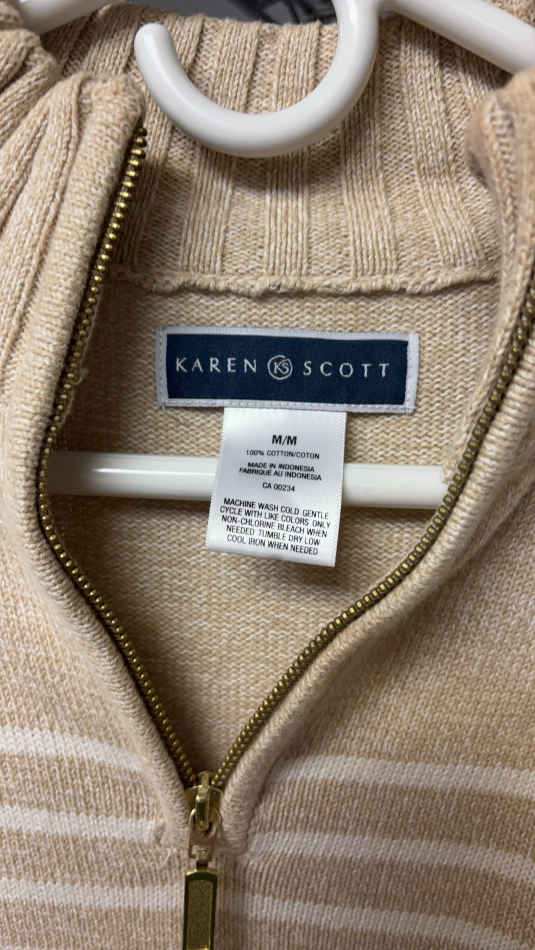 KAREN KS SCOTT
M/M
100% COTTON/COTON
MADE IN INDONESIA
FABRIQUE AU INDONESIA
CA 00234
MACHINE WASH COLD GENTLE
CYCLE WITH LIKE COLORS ONLY
NON-CHLORINE BLEACH WHEN
NEEDED TUMBLE DRY LOW
COOL IRON WHEN NEEDED